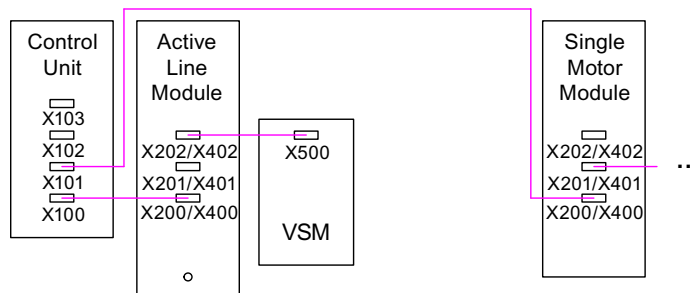 Control
Unit
X103
X102
X101
X100
Active
Line
Module
X202/X402
X201/X401
X200/X400
X500
VSM
Single
Motor
Module
X202/X402
X201/X401
X200/X400
..